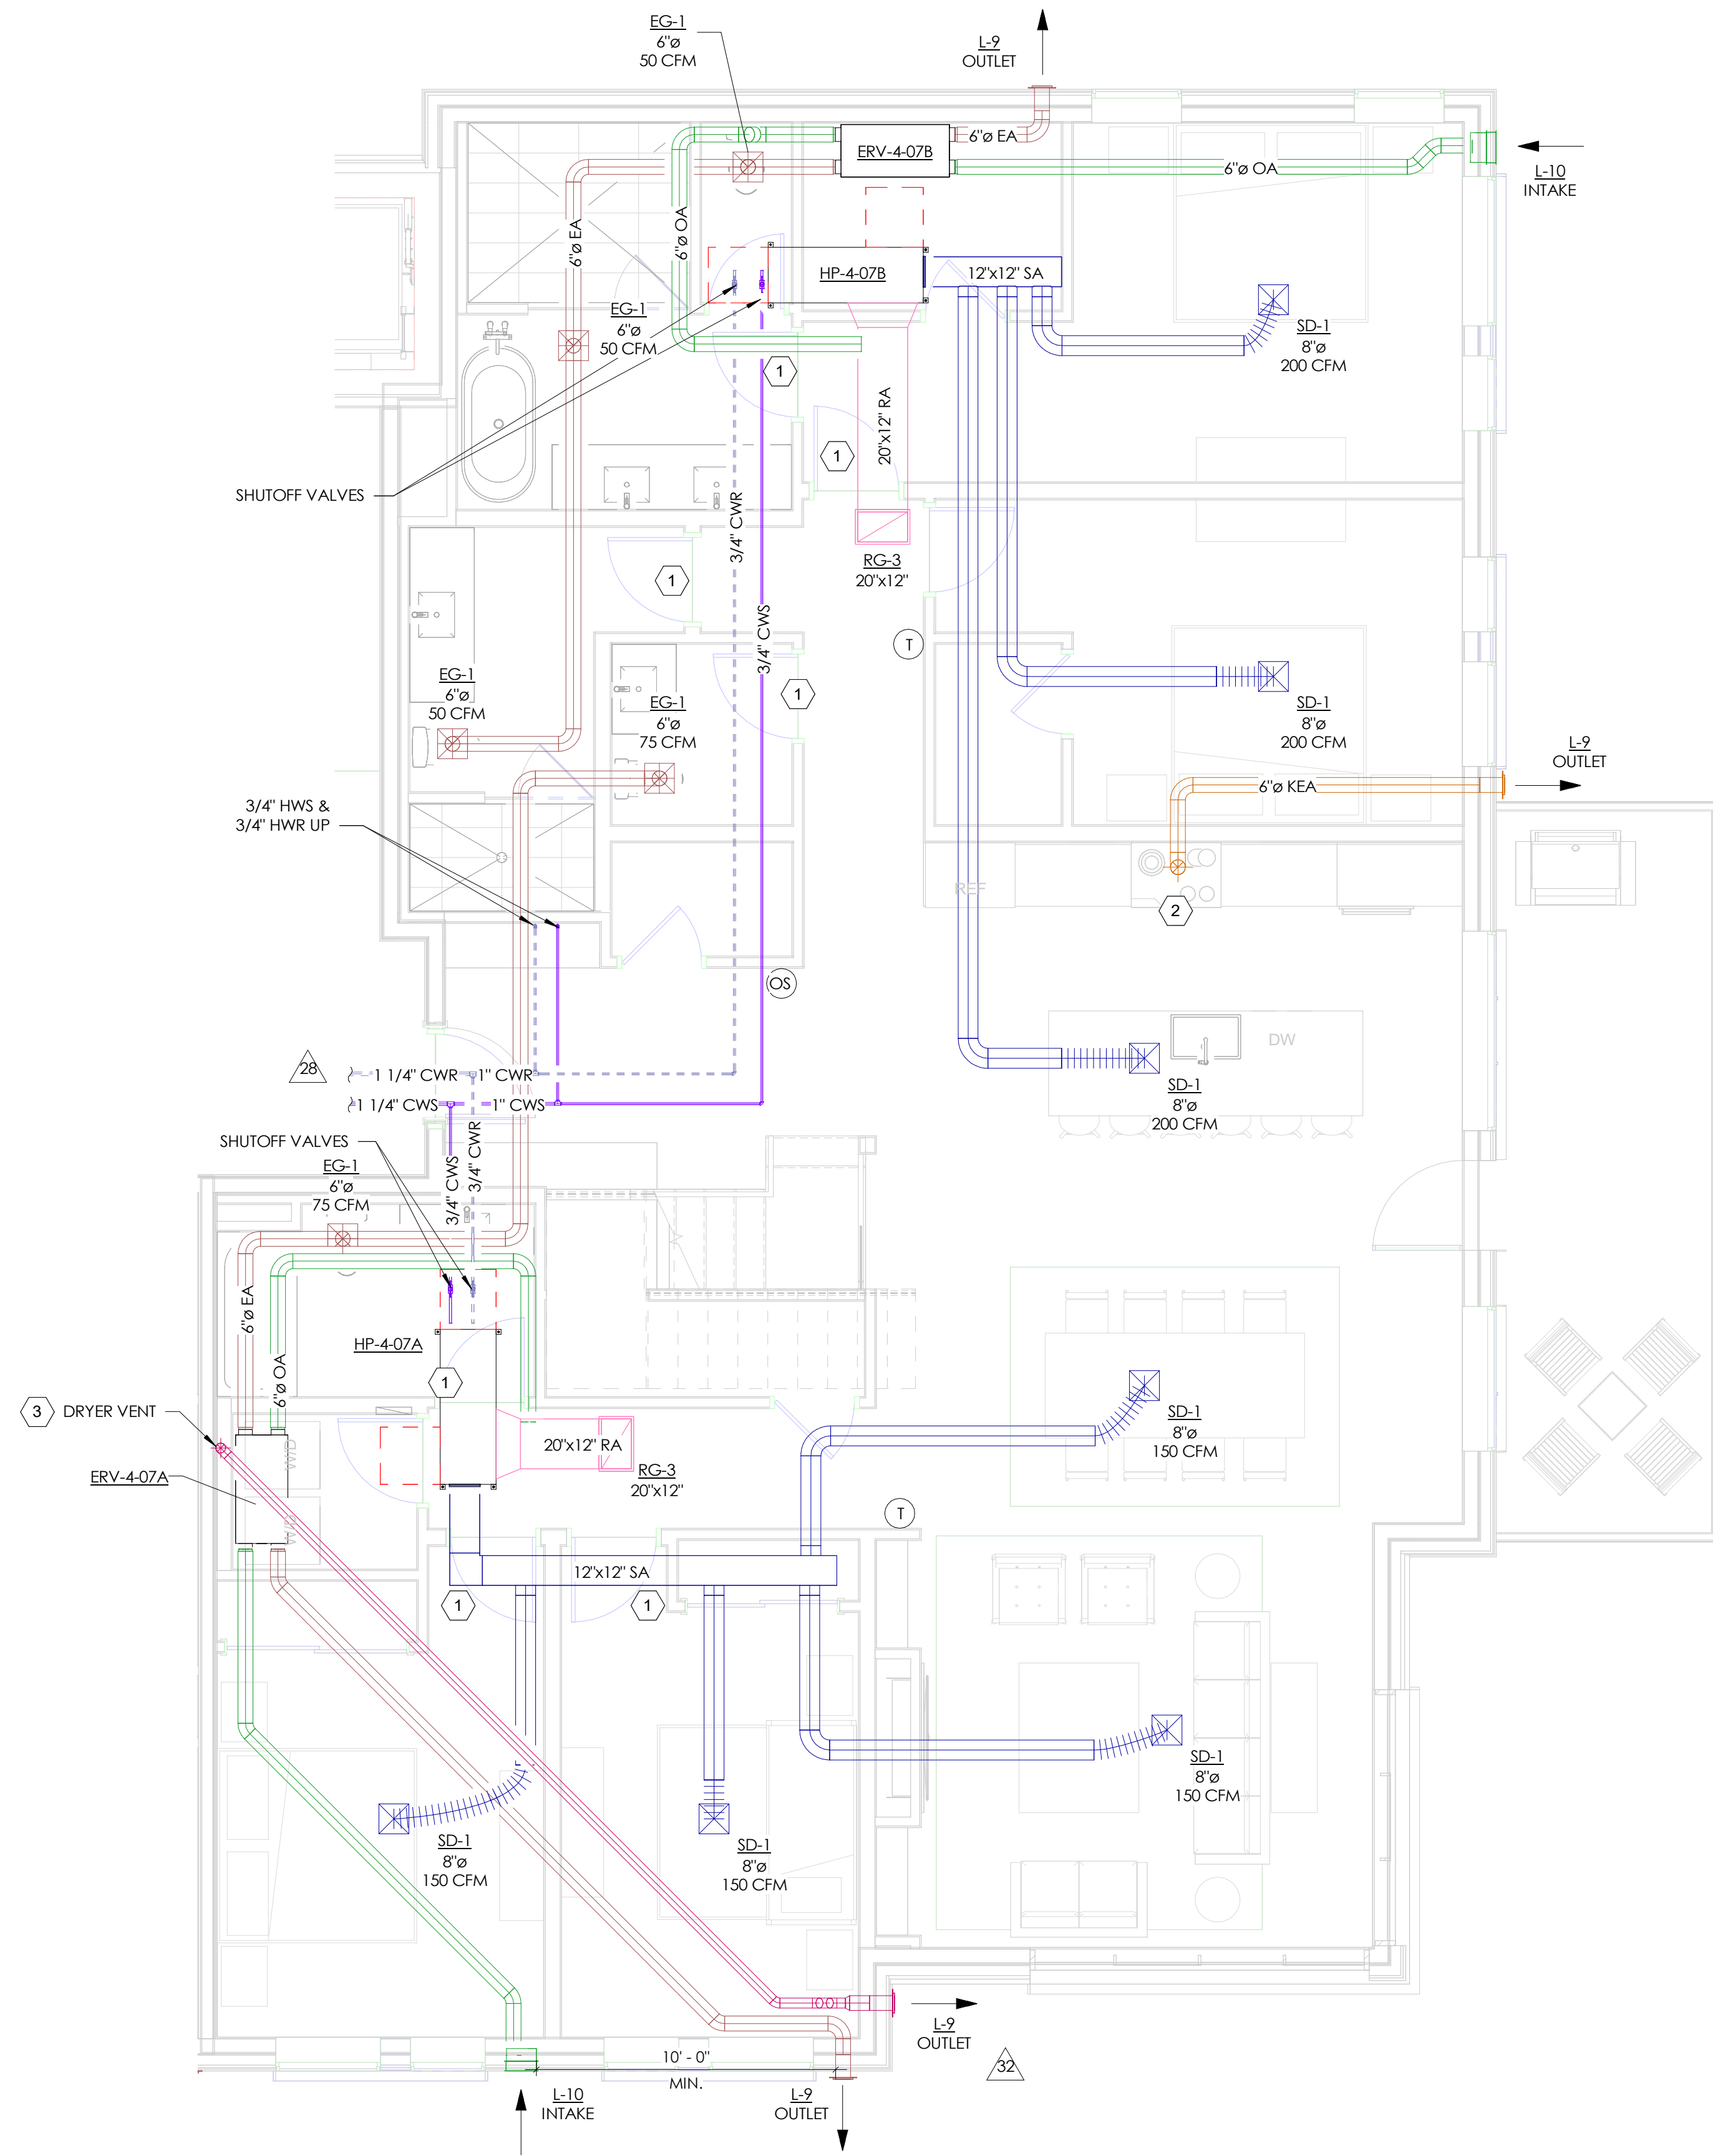 EG-1
6"ø
50 CFM
L-9
OUTLET
6"ø EA
ERV-4-07B
6"ø OA
L-10
INTAKE
6"ø EA
6"ø OA
HP-4-07B
12"x12" SA
EG-1
6"ø
50 CFM
SD-1
8"ø
200 CFM
1
20"x12" RA
1
SHUTOFF VALVES
3/4" CWR
RG-3
20"x12"
1
3/4" CWS
T
EG-1
6"ø
50 CFM
EG-1
6"ø
75 CFM
1
SD-1
8"ø
200 CFM
L-9
OUTLET
6"ø KEA
3/4" HWS &
3/4" HWR UP
REF
2
OS
DW
28
1 1/4" CWR
1" CWR
1 1/4" CWS
1" CWS
SD-1
8"ø
200 CFM
SHUTOFF VALVES
3/4" CWS
3/4" CWR
EG-1
6"ø
75 CFM
6"ø EA
HP-4-07A
6"ø OA
1
3
DRYER VENT
SD-1
8"ø
150 CFM
20"x12" RA
W/D
ERV-4-07A
RG-3
20"x12"
W/D
T
12"x12" SA
1
1
SD-1
8"ø
150 CFM
SD-1
8"ø
150 CFM
SD-1
8"ø
150 CFM
L-9
OUTLET
32
10' - 0"
MIN.
L-10
INTAKE
L-9
OUTLET